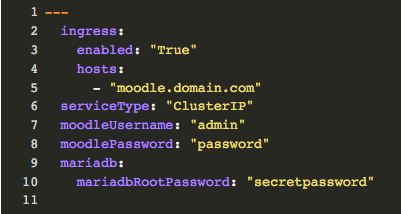 1 ---
2 ingress:
3 enabled: "True"
4 hosts:
5 - "moodle.domain.com"
6 serviceType: "ClusterIP"
7 moodleUsername: "admin"
8 moodlePassword: "password"
9 mariadb:
10 mariadbRootPassword: "secretpassword"
11